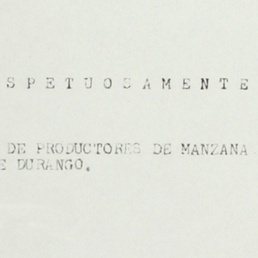 S P E T U O S A M E N T E
DE PRODUCTORES DE MANZANA
E DURANGO.